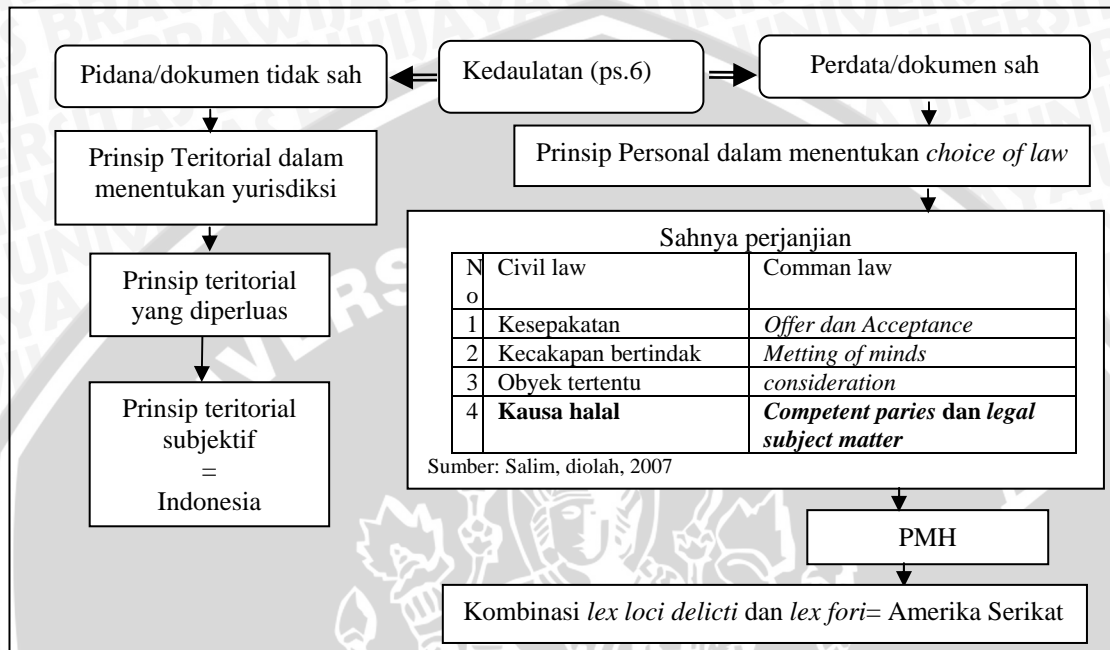 Pidana/dokumen tidak sah
Kedaulatan (ps.6)
Perdata/dokumen sah
Prinsip Teritorial dalam
menentukan yurisdiksi
Prinsip teritorial
yang diperluas
Prinsip teritorial
subjektif
=
Indonesia
Prinsip Personal dalam menentukan choice of law
Sahnya perjanjian
N
o
Civil law
Comman law
1
Kesepakatan
Offer dan Acceptance
2
Kecakapan bertindak
Metting of minds
3
Obyek tertentu
consideration
4
Kausa halal
Competent paries dan legal
subject matter
Sumber: Salim, diolah, 2007
PMH
Kombinasi lex loci delicti dan lex fori= Amerika Serikat